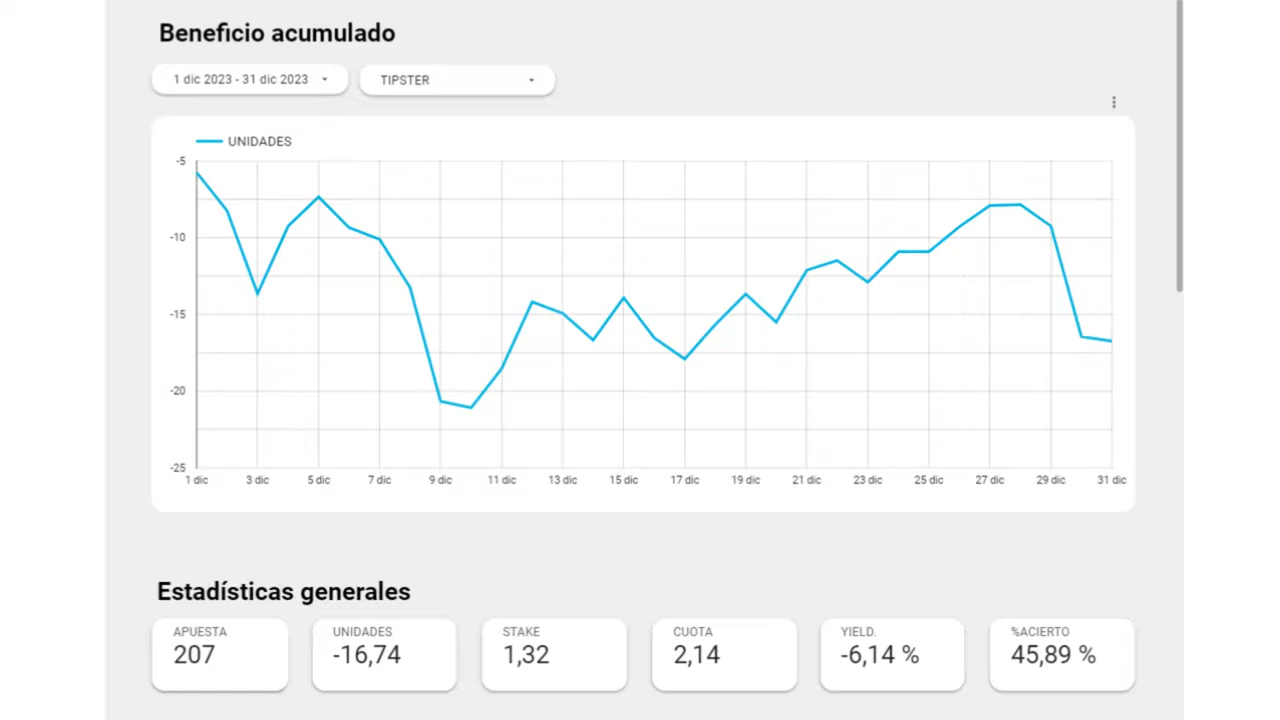 Beneficio acumulado
1 dic 2023 - 31 dic 2023
TIPSTER
UNIDADES
-5
-10
-15
-20
-25
1 dic 3 dic 5 dic 7 dic 9 dic 11 dic 13 dic 15 dic 17 dic 19 dic 21 dic 23 dic 25 dic 27 dic 29 dic 31 dic
Estadísticas generales
APUESTA
207
UNIDADES
-16,74
STAKE
1,32
CUOTA
2,14
YIELD.
-6,14 %
%ACIERTO
45,89 %